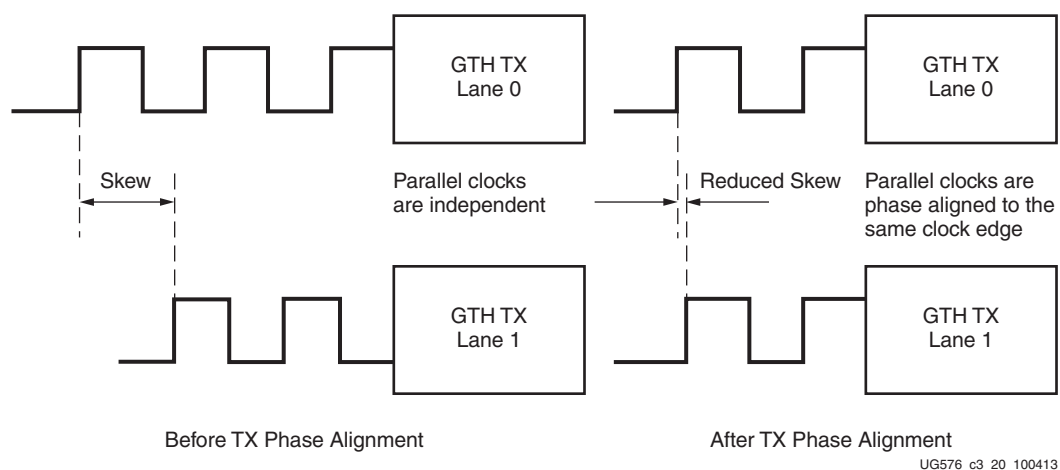 GTH TX
Lane 0
GTH TX
Lane 0
Skew
Parallel clocks
are independent
Reduced Skew
Parallel clocks are
phase aligned to the
same clock edge
GTH TX
Lane 1
GTH TX
Lane 1
Before TX Phase Alignment
After TX Phase Alignment
UG576_c3_20_100413